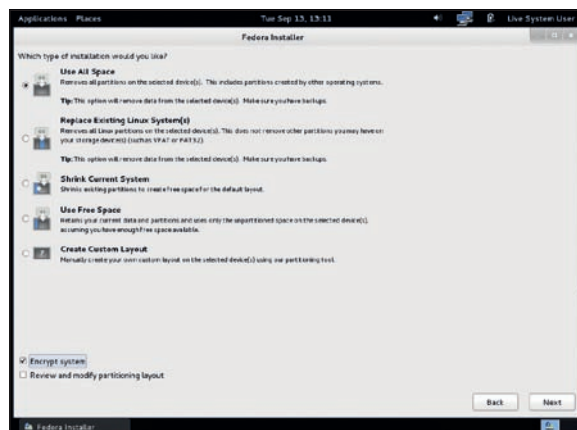 Applications Places Tue Sep 13, 13:11 Live System User
Fedora Installer
Which type of installation would you like?
Use All Space
Removes all partitions on the selected device(s). This includes partitions created by other operating systems.
Tip: This option will remove data from the selected device(s). Make sure you have backups.
Replace Existing Linux System(s)
Removes all Linux partitions on the selected device(s). This does not remove other partitions you may have on
your storage device(s) (such as VFAT or FAT32).
Tip: This option will remove data from the selected device(s). Make sure you have backups.
Shrink Current System
Shrinks existing partitions to create free space for the default layout.
Use Free Space
Retains your current data and partitions and uses only the unpartitioned space on the selected device(s),
assuming you have enough free space available.
Create Custom Layout
Manually create your own custom layout on the selected device(s) using our partitioning tool.
Encrypt system
Review and modify partitioning layout
Back Next
Fedora Installer